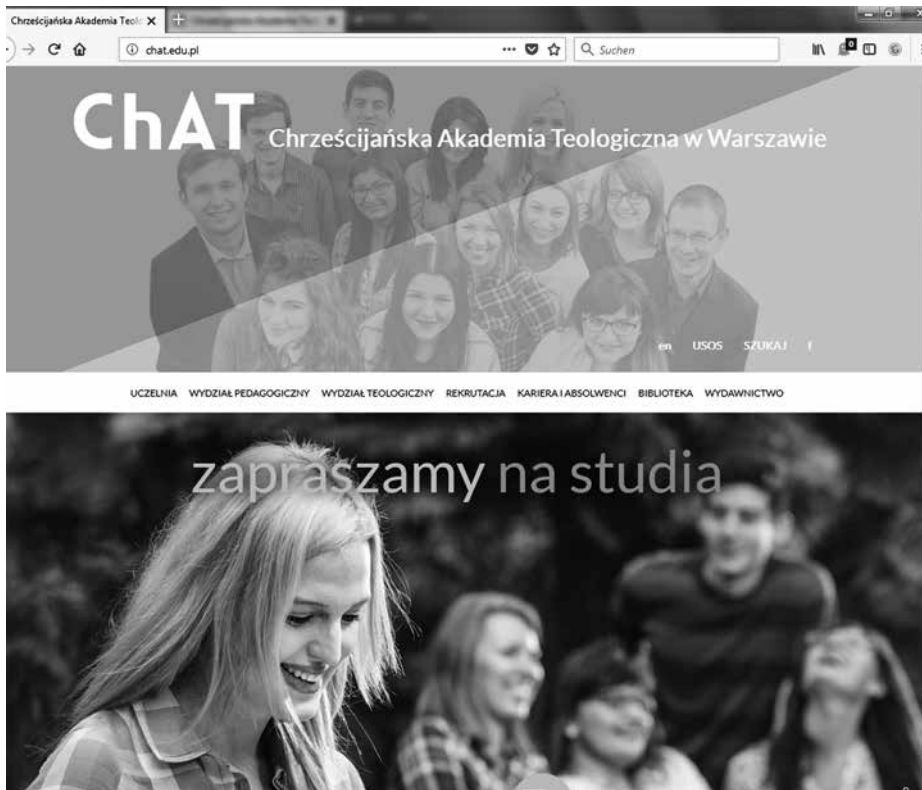 Chrześcijańska Akademia Teolo
chat.edu.pl
Suchen
0
ChAT
Chrześcijańska Akademia Teologiczna w Warszawie
en USOS SZUKAJ f
UCZELNIA WYDZIAŁ PEDAGOGICZNY WYDZIAŁ TEOLOGICZNY REKRUTACJA KARIERA I ABSOLWENCI BIBLIOTEKA WYDAWNICTWO
zapraszamy na studia